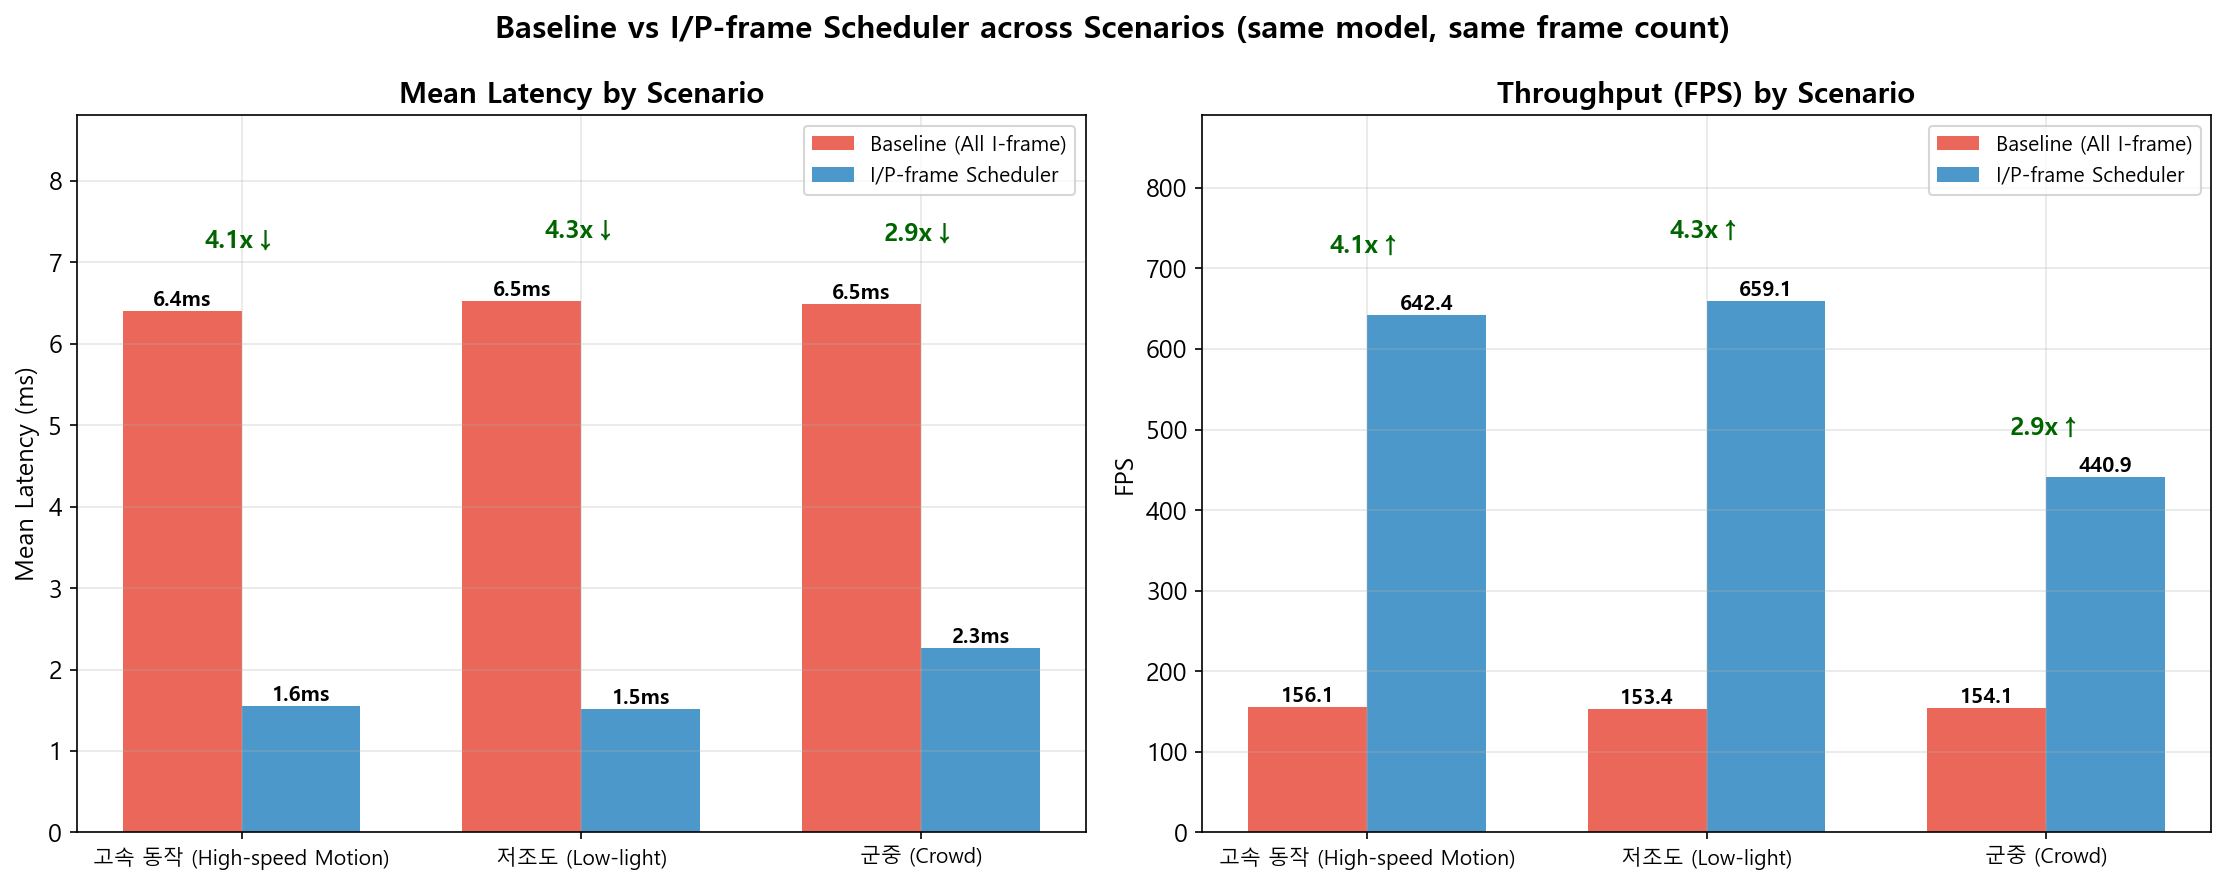 Baseline vs I/P-frame Scheduler across Scenarios (same model, same frame count)
Mean Latency by Scenario
Baseline (All I-frame)
I/P-frame Scheduler
Mean Latency (ms)
8
7
6
5
4
3
2
1
0
4.1x↓
4.3x↓
2.9x↓
6.4ms
6.5ms
6.5ms
1.6ms
1.5ms
2.3ms
고속 동작 (High-speed Motion)
저조도 (Low-light)
군중 (Crowd)
Throughput (FPS) by Scenario
Baseline (All I-frame)
I/P-frame Scheduler
FPS
800
700
600
500
400
300
200
100
0
4.1x↑
4.3x↑
2.9x↑
642.4
659.1
440.9
156.1
153.4
154.1
고속 동작 (High-speed Motion)
저조도 (Low-light)
군중 (Crowd)